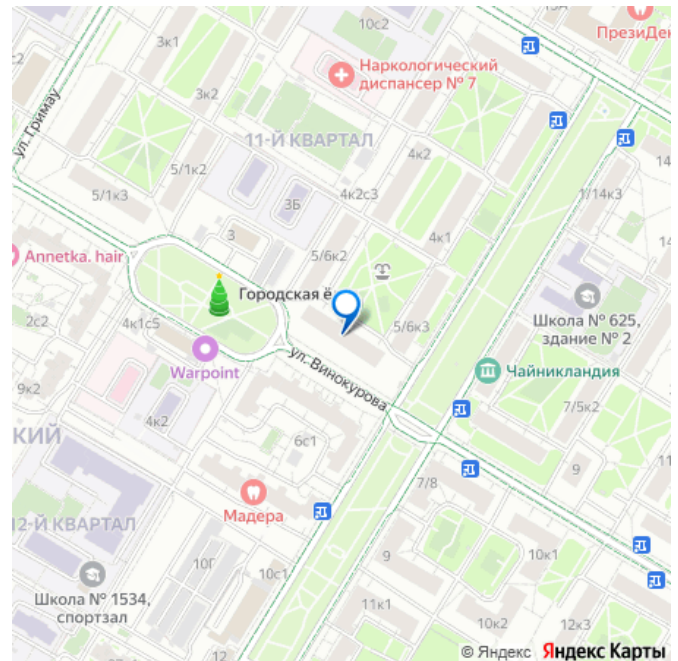 10с2
15А
ПрезиДен
3к1
Наркологический
диспансер № 7
3к2
ул. Гримау
11-Й КВАРТАЛ
4к2
14
5/1к2
5/1к3
4к2с3
1/14к3
3Б
3
5/6к2
4к1
14
Annetka. hair
Городская ё
2с2
4к1с5
5/6к3
Школа № 625,
здание № 2
Warpoint
ул. Винокурова
Чайникландия
9к2
4к2
7/5к2
СКИЙ
6с1
9
11
7/8
Мадера
12-Й КВАРТАЛ
10Г
10с1
9
10к1
Школа № 1534,
спортзал
11к1
10к2
12к3
12
© Яндекс Яндекс Карты